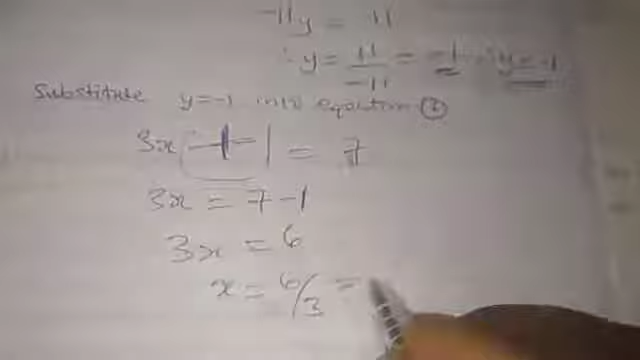 -11y = 11
∴ y = 11/-11 = -1 ∴ y = -1
Substitute y=-1 into equation (2)
3x - -1 = 7
3x = 7-1
3x = 6
x = 6/3 =